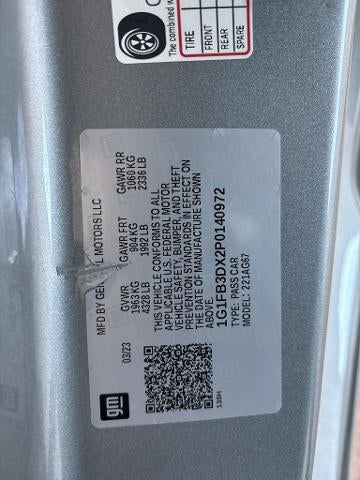 The combined w
TIRE
FRONT
REAR
SPARE
MFD BY GENERAL MOTORS LLC
03/23
GVWR GAWR FRT GAWR RR
1963 KG 904 KG 1060 KG
4328 LB 1992 LB 2336 LB
THIS VEHICLE CONFORMS TO ALL
APPLICABLE U.S. FEDERAL MOTOR
VEHICLE SAFETY, BUMPER, AND THEFT
PREVENTION STANDARDS IN EFFECT ON
THE DATE OF MANUFACTURE SHOWN
ABOVE.
1G1FB3DX2P0140972
TYPE: PASS CAR
MODEL: 221AG67
gm